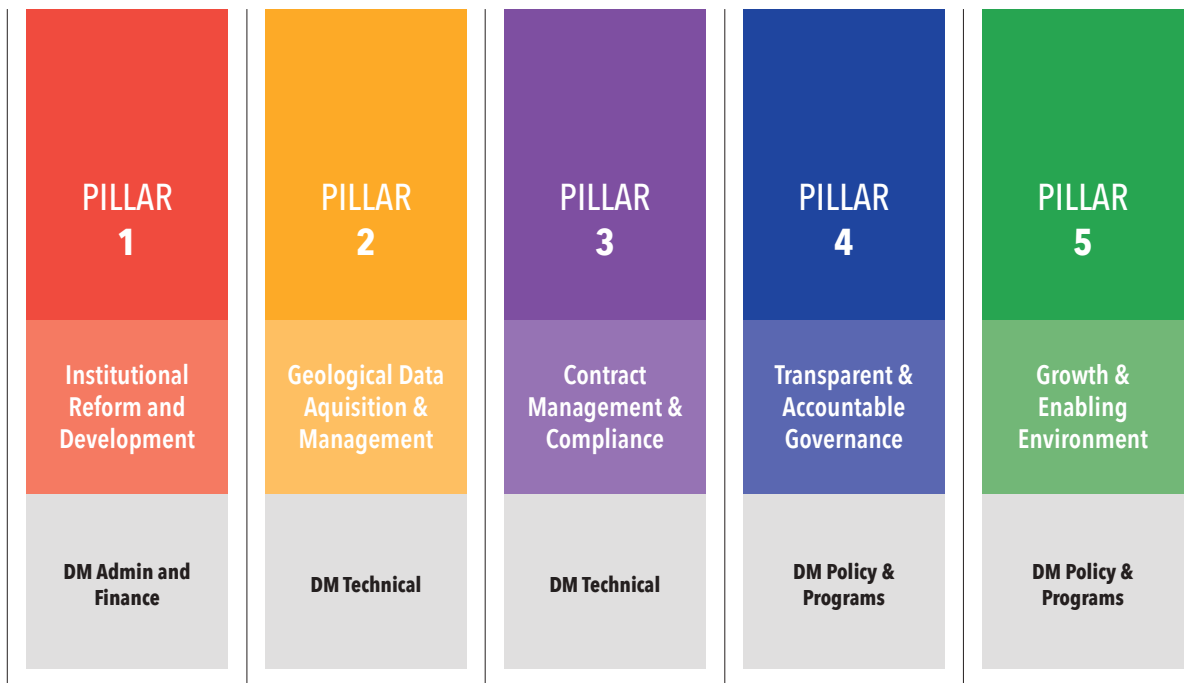 PILLAR
1
Institutional
Reform and
Development
DM Admin and
Finance
PILLAR
2
Geological Data
Aquisition &
Management
DM Technical
PILLAR
3
Contract
Management &
Compliance
DM Technical
PILLAR
4
Transparent &
Accountable
Governance
DM Policy &
Programs
PILLAR
5
Growth &
Enabling
Environment
DM Policy &
Programs